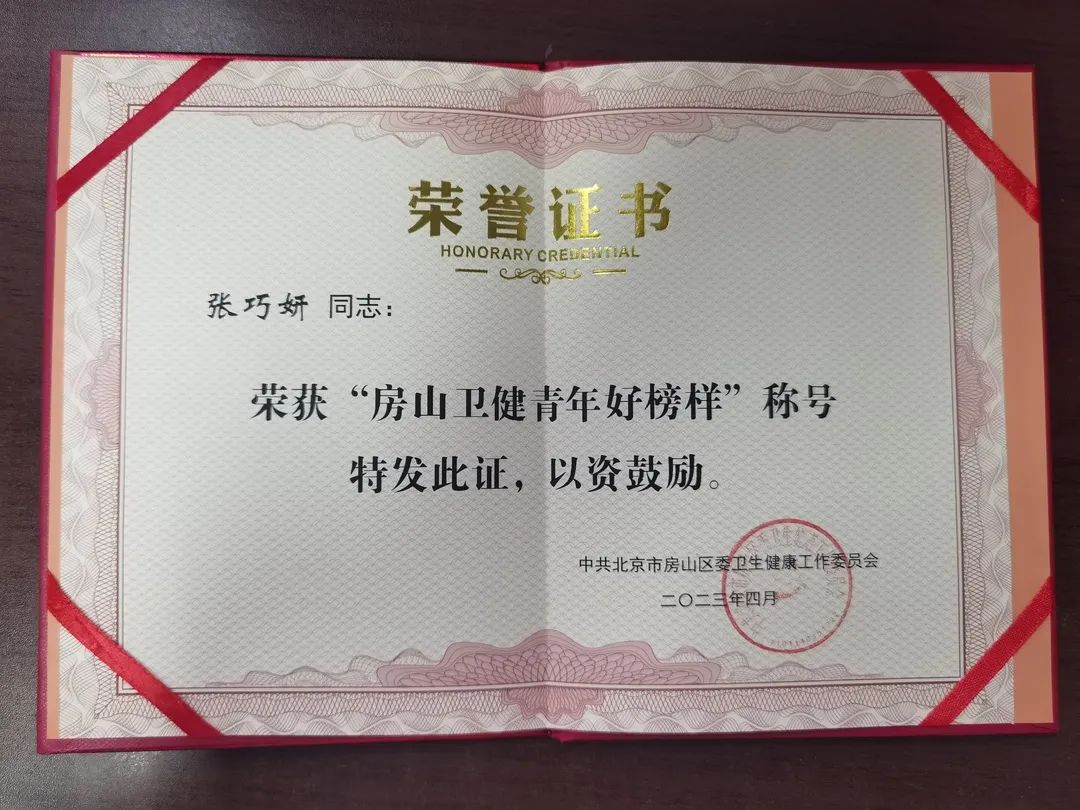 荣誉证书
HONORARY CREDENTIAL
张巧妍 同志：
荣获“房山卫健青年好榜样”称号
特发此证，以资鼓励。
中共北京市房山区委卫生健康工作委员会
二〇二三年四月